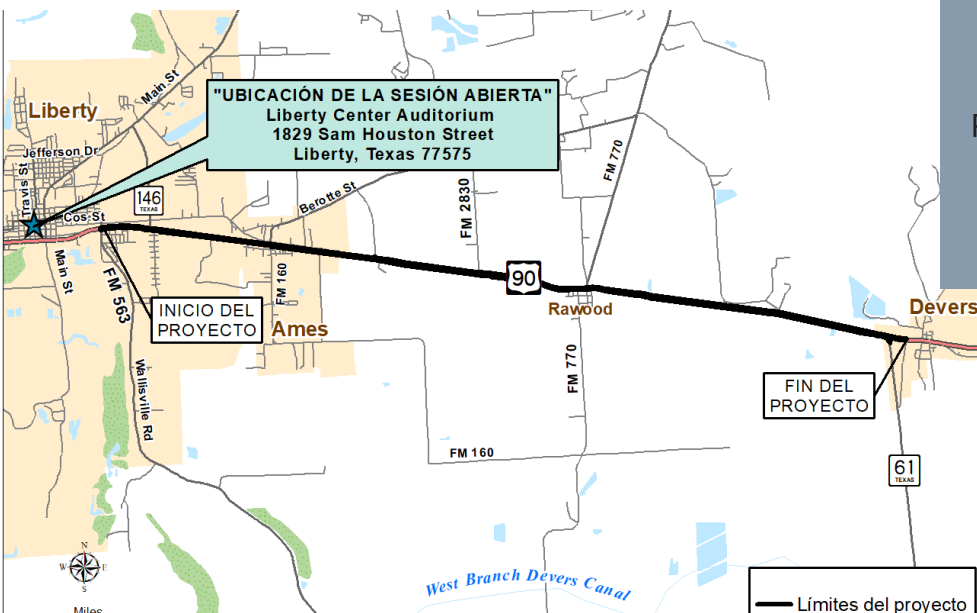 Main St
Liberty
"UBICACIÓN DE LA SESIÓN ABIERTA"
Liberty Center Auditorium
1829 Sam Houston Street
Liberty, Texas 77575
Jefferson Dr
Travis St
146
TEXAS
Cos St
Berotte St
FM 2830
FM 770
Main St
FM 563
INICIO DEL
PROYECTO
FM 160
Ames
90
Rawood
Devers
Wallisville Rd
FM 770
FIN DEL
PROYECTO
FM 160
61
TEXAS
N
W
E
S
West Branch Devers Canal
Miles
Límites del proyecto